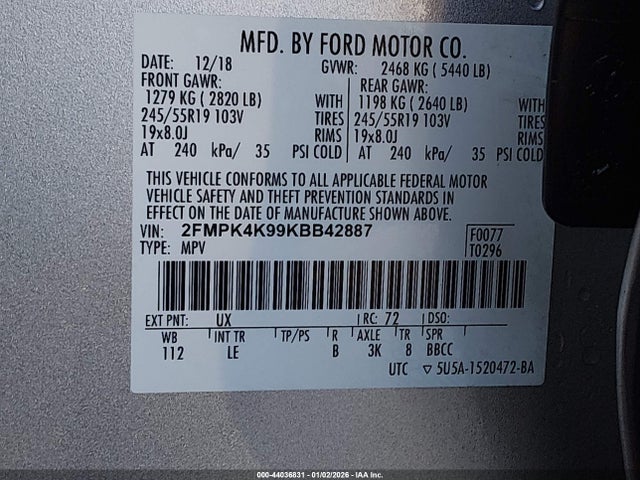 MFD. BY FORD MOTOR CO.
DATE: 12/18 GVWR: 2468 KG ( 5440 LB)
FRONT GAWR: REAR GAWR:
1279 KG ( 2820 LB) WITH 1198 KG ( 2640 LB) WITH
245/55R19 103V TIRES 245/55R19 103V TIRES
19x8.0J RIMS 19x8.0J RIMS
AT 240 kPa/ 35 PSI COLD AT 240 kPa/ 35 PSI COLD
THIS VEHICLE CONFORMS TO ALL APPLICABLE FEDERAL MOTOR
VEHICLE SAFETY AND THEFT PREVENTION STANDARDS IN
EFFECT ON THE DATE OF MANUFACTURE SHOWN ABOVE.
VIN: 2FMPK4K99KBB42887 F0077
TYPE: MPV T0296
EXT PNT: UX RC: 72 DSO:
WB INT TR TP/PS R AXLE TR SPR
112 LE B 3K 8 BBCC
UTC ▽ 5U5A-1520472-BA
000-44036831 - 01/02/2026 - IAA Inc.